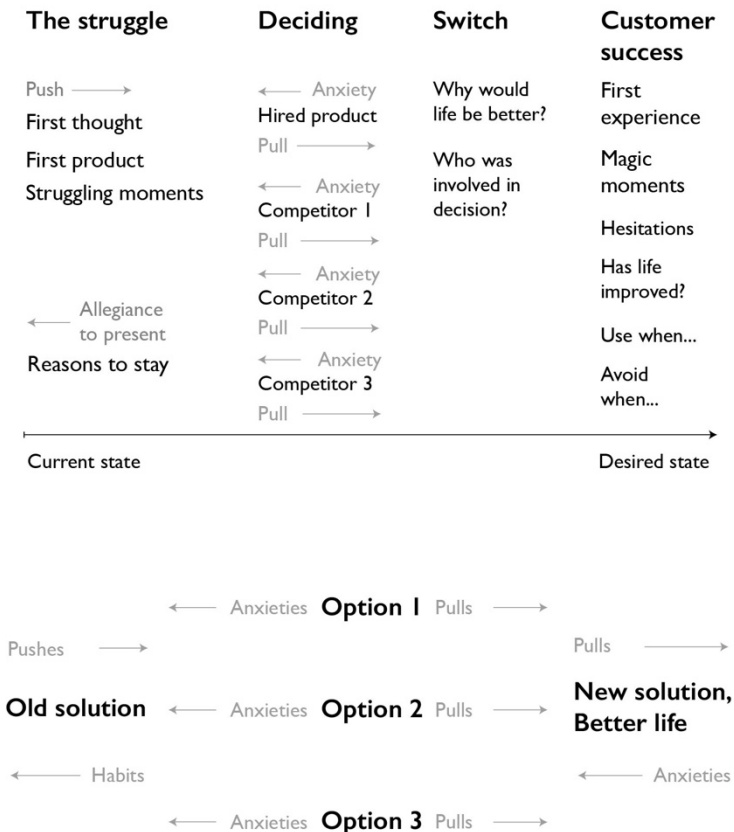 The struggle
Push
First thought
First product
Struggling moments
Allegiance
to present
Reasons to stay
Deciding
Anxiety
Hired product
Pull
Anxiety
Competitor 1
Pull
Anxiety
Competitor 2
Pull
Anxiety
Competitor 3
Pull
Switch
Why would
life be better?
Who was
involved in
decision?
Customer
success
First
experience
Magic
moments
Hesitations
Has life
improved?
Use when...
Avoid
when...
Current state
Desired state
Anxieties Option 1 Pulls
Pushes
Pulls
Old solution
Anxieties Option 2 Pulls
New solution,
Better life
Habits
Anxieties
Anxieties Option 3 Pulls